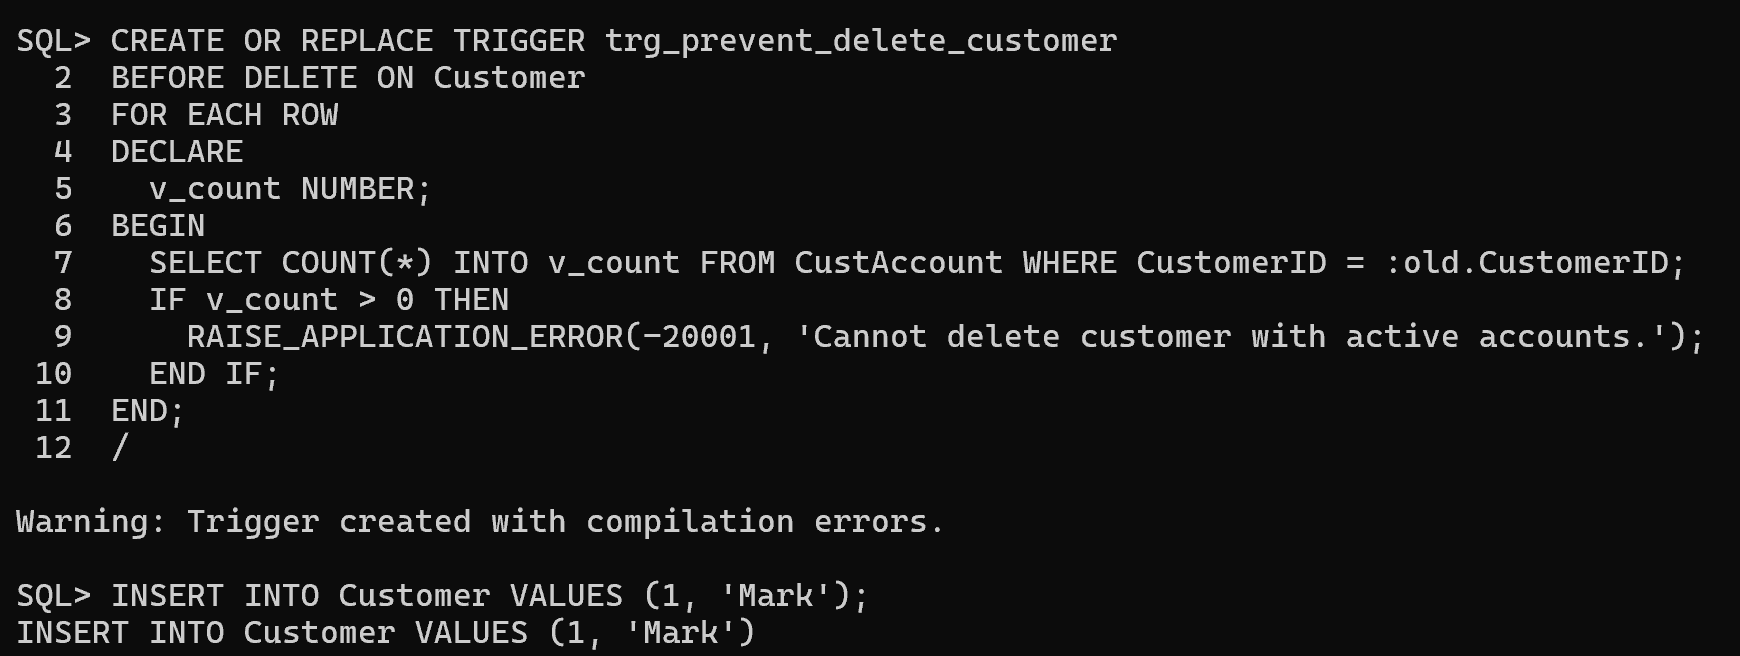 SQL> CREATE OR REPLACE TRIGGER trg_prevent_delete_customer
  2  BEFORE DELETE ON Customer
  3  FOR EACH ROW
  4  DECLARE
  5    v_count NUMBER;
  6  BEGIN
  7    SELECT COUNT(*) INTO v_count FROM CustAccount WHERE CustomerID = :old.CustomerID;
  8    IF v_count > 0 THEN
  9      RAISE_APPLICATION_ERROR(-20001, 'Cannot delete customer with active accounts.');
 10    END IF;
 11  END;
 12  /
Warning: Trigger created with compilation errors.
SQL> INSERT INTO Customer VALUES (1, 'Mark');
INSERT INTO Customer VALUES (1, 'Mark')